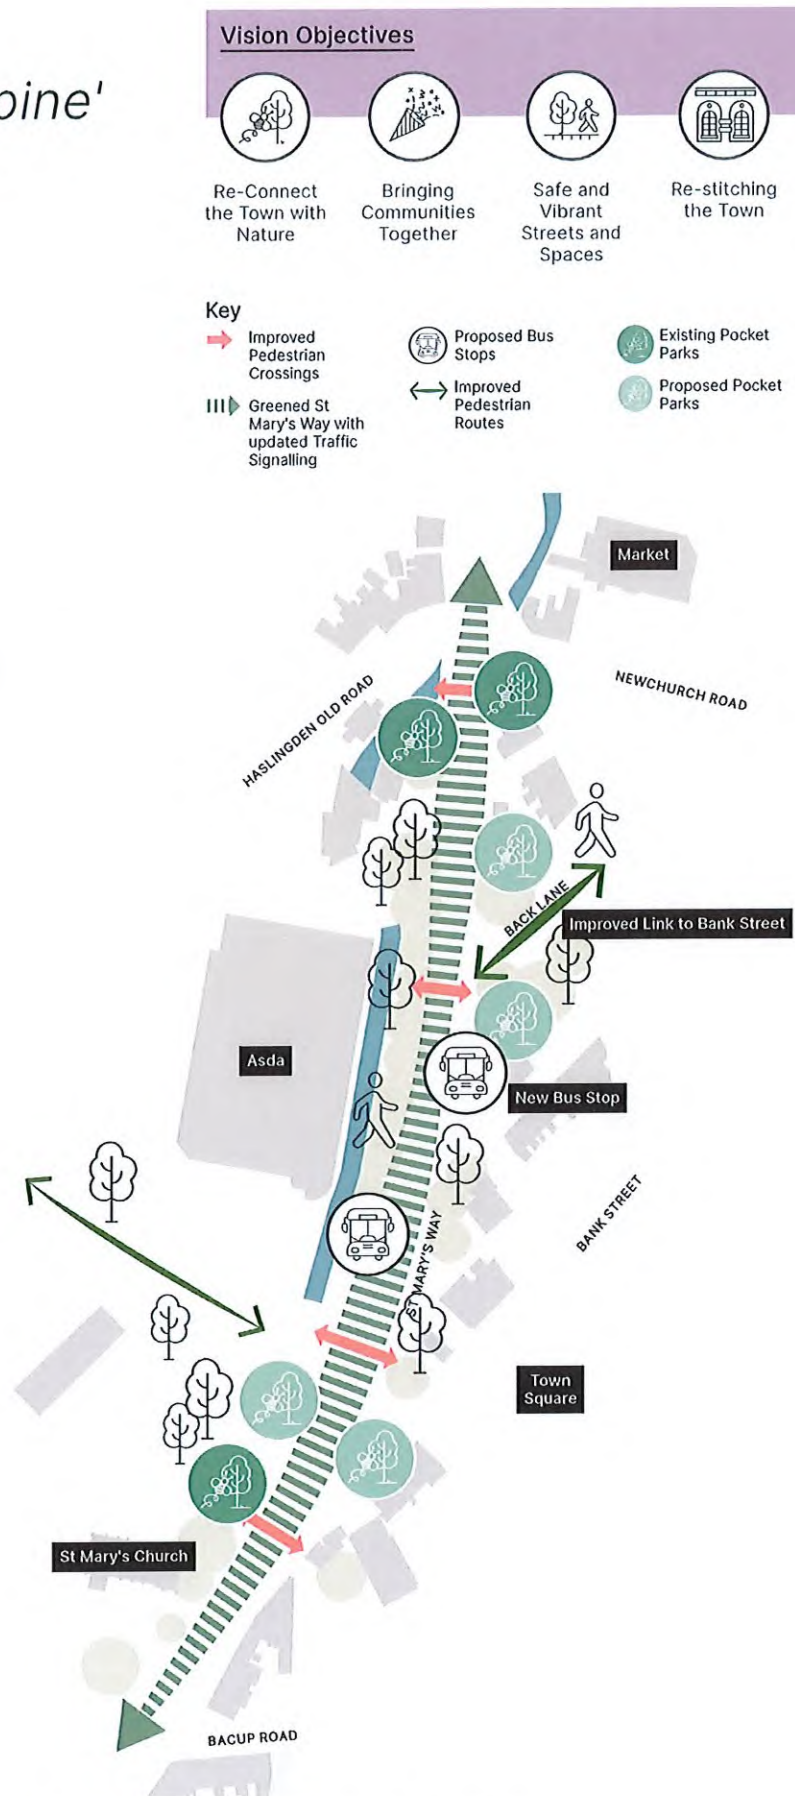 pine'
Vision Objectives
Re-Connect
the Town with
Nature
Bringing
Communities
Together
Safe and
Vibrant
Streets and
Spaces
Re-stitching
the Town
Key
Improved
Pedestrian
Crossings
Greened St
Mary's Way with
updated Traffic
Signalling
Proposed Bus
Stops
Improved
Pedestrian
Routes
Existing Pocket
Parks
Proposed Pocket
Parks
Market
NEWCHURCH ROAD
HASLINGDEN OLD ROAD
BACK LANE
Improved Link to Bank Street
Asda
New Bus Stop
BANK STREET
ST MARY'S WAY
Town
Square
St Mary's Church
BACUP ROAD